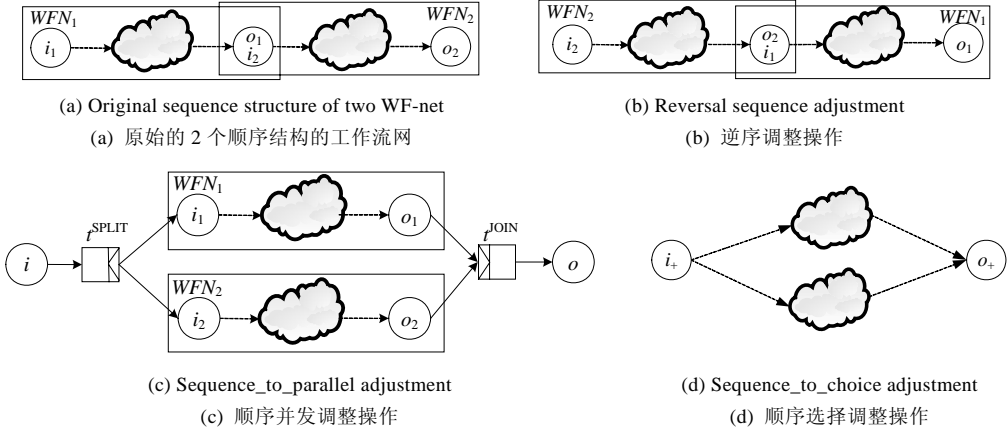 WFN₁
i₁
o₁
i₂
WFN₂
o₂
(a) Original sequence structure of two WF-net
(a) 原始的 2 个顺序结构的工作流网
WFN₂
i₂
o₂
i₁
WFN₁
o₁
(b) Reversal sequence adjustment
(b) 逆序调整操作
i
t^SPLIT
WFN₁
i₁
o₁
WFN₂
i₂
o₂
t^JOIN
o
(c) Sequence_to_parallel adjustment
(c) 顺序并发调整操作
i₊
o₊
(d) Sequence_to_choice adjustment
(d) 顺序选择调整操作